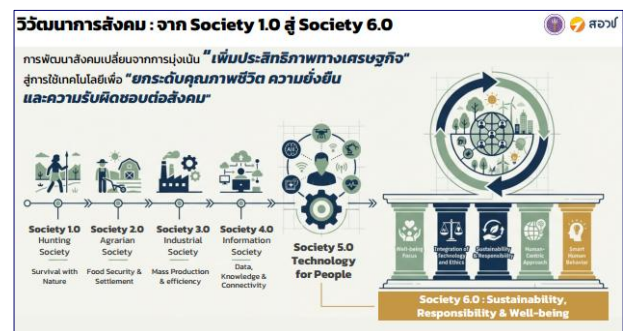 วิวัฒนาการสังคม : จาก Society 1.0 สู่ Society 6.0
สอวช
การพัฒนาสังคมเปลี่ยนจากการมุ่งเน้น "เพิ่มประสิทธิภาพทางเศรษฐกิจ"
สู่การใช้เทคโนโลยีเพื่อ "ยกระดับคุณภาพชีวิต ความยั่งยืน
และความรับผิดชอบต่อสังคม"
Society 1.0
Hunting
Society
Survival with
Nature
Society 2.0
Agrarian
Society
Food Security &
Settlement
Society 3.0
Industrial
Society
Mass Production
& efficiency
Society 4.0
Information
Society
Data,
Knowledge &
Connectivity
Society 5.0
Technology
for People
Well-being
Focus
Integration of
Technology
and Ethics
Sustainability
& Responsibility
Human-
Centric
Approach
Smart
Human
Behavior
Society 6.0 : Sustainability,
Responsibility & Well-being